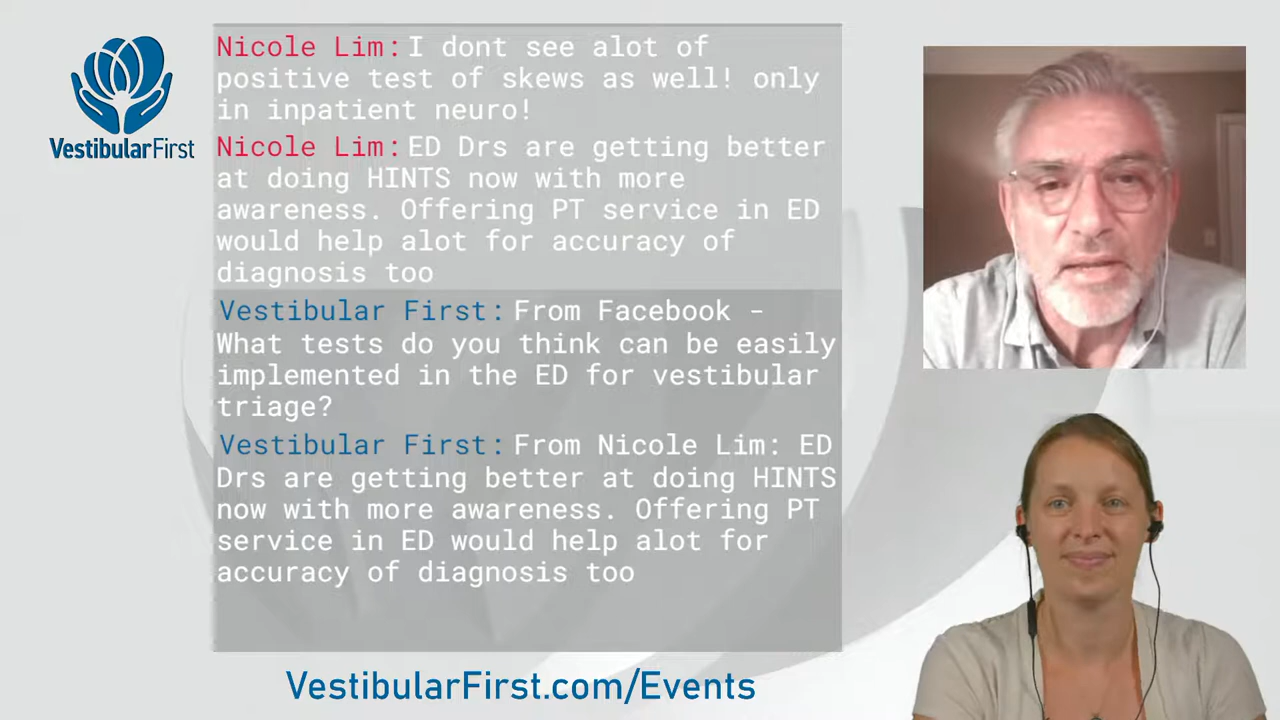 VestibularFirst
Nicole Lim: I dont see alot of
positive test of skews as well! only
in inpatient neuro!
Nicole Lim: ED Drs are getting better
at doing HINTS now with more
awareness. Offering PT service in ED
would help alot for accuracy of
diagnosis too
Vestibular First: From Facebook -
What tests do you think can be easily
implemented in the ED for vestibular
triage?
Vestibular First: From Nicole Lim: ED
Drs are getting better at doing HINTS
now with more awareness. Offering PT
service in ED would help alot for
accuracy of diagnosis too
VestibularFirst.com/Events